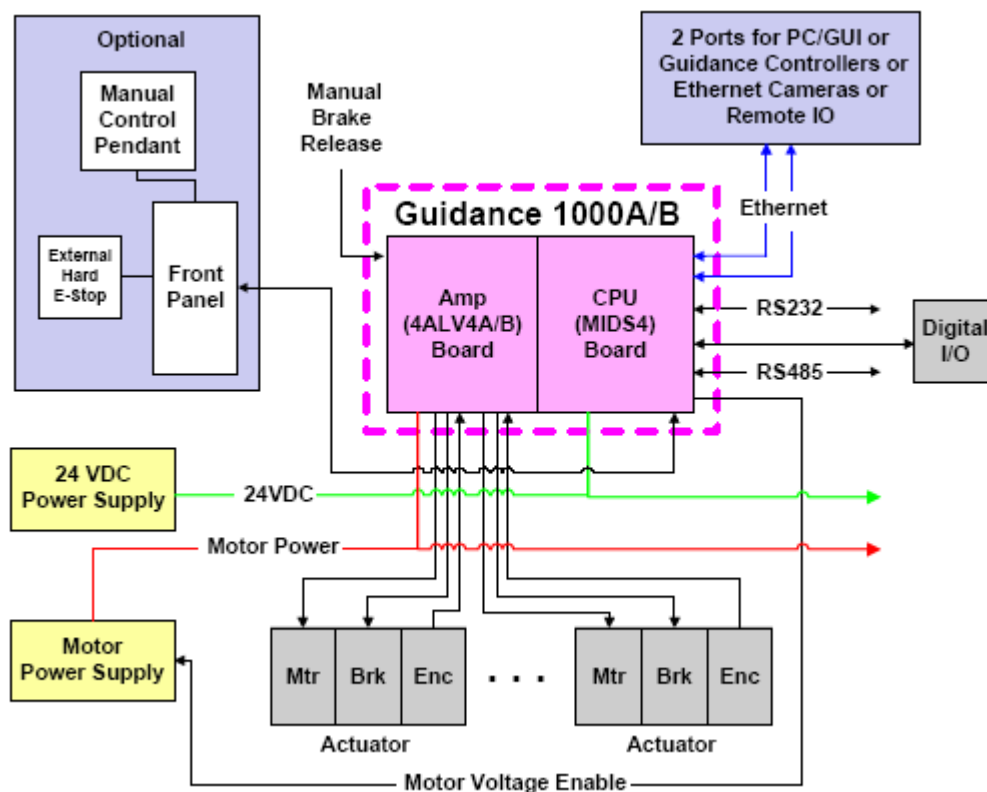 Optional
Manual
Control
Pendant
External
Hard
E-Stop
Front
Panel
Manual
Brake
Release
2 Ports for PC/GUI or
Guidance Controllers or
Ethernet Cameras or
Remote IO
Ethernet
Guidance 1000A/B
Amp
(4ALV4A/B)
Board
CPU
(MIDS4)
Board
RS232
RS485
Digital
I/O
24 VDC
Power Supply
24VDC
Motor Power
Motor
Power Supply
Mtr
Brk
Enc
. . .
Mtr
Brk
Enc
Actuator
Actuator
Motor Voltage Enable